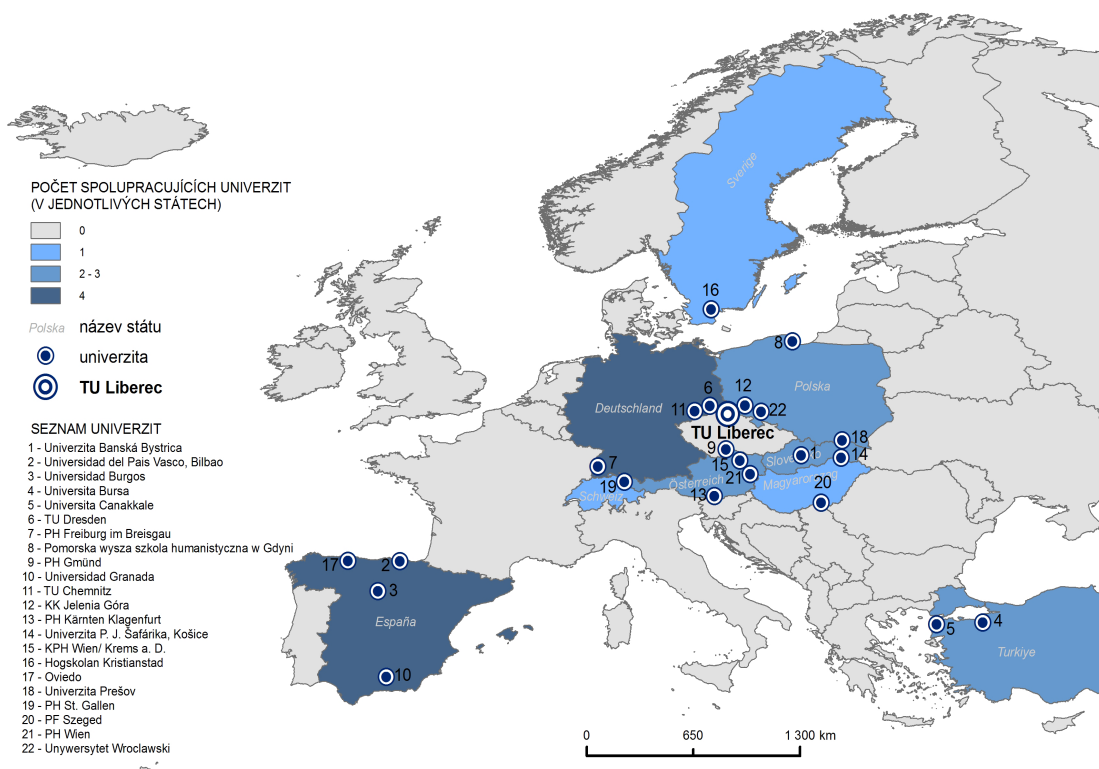 POČET SPOLUPRACUJÍCÍCH UNIVERZIT
(V JEDNOTLIVÝCH STÁTECH)
0
1
2 - 3
4
Polska název státu
univerzita
TU Liberec
SEZNAM UNIVERZIT
1 - Univerzita Banská Bystrica
2 - Universidad del Pais Vasco, Bilbao
3 - Universidad Burgos
4 - Universita Bursa
5 - Universita Canakkale
6 - TU Dresden
7 - PH Freiburg im Breisgau
8 - Pomorska wysza szkola humanistyczna w Gdyni
9 - PH Gmünd
10 - Universidad Granada
11 - TU Chemnitz
12 - KK Jelenia Góra
13 - PH Kärnten Klagenfurt
14 - Univerzita P. J. Šafárika, Košice
15 - KPH Wien/ Krems a. D.
16 - Hogskolan Kristianstad
17 - Oviedo
18 - Univerzita Prešov
19 - PH St. Gallen
20 - PF Szeged
21 - PH Wien
22 - Unywersytet Wroclawski
Sverige
16
8
Polska
Deutschland
6
12
11
22
TU Liberec
18
9
1
14
15
Slovensko
7
21
19
Österreich
Magyarország
Schweiz
13
20
17
2
3
España
10
5
4
Turkiye
0
650
1 300 km